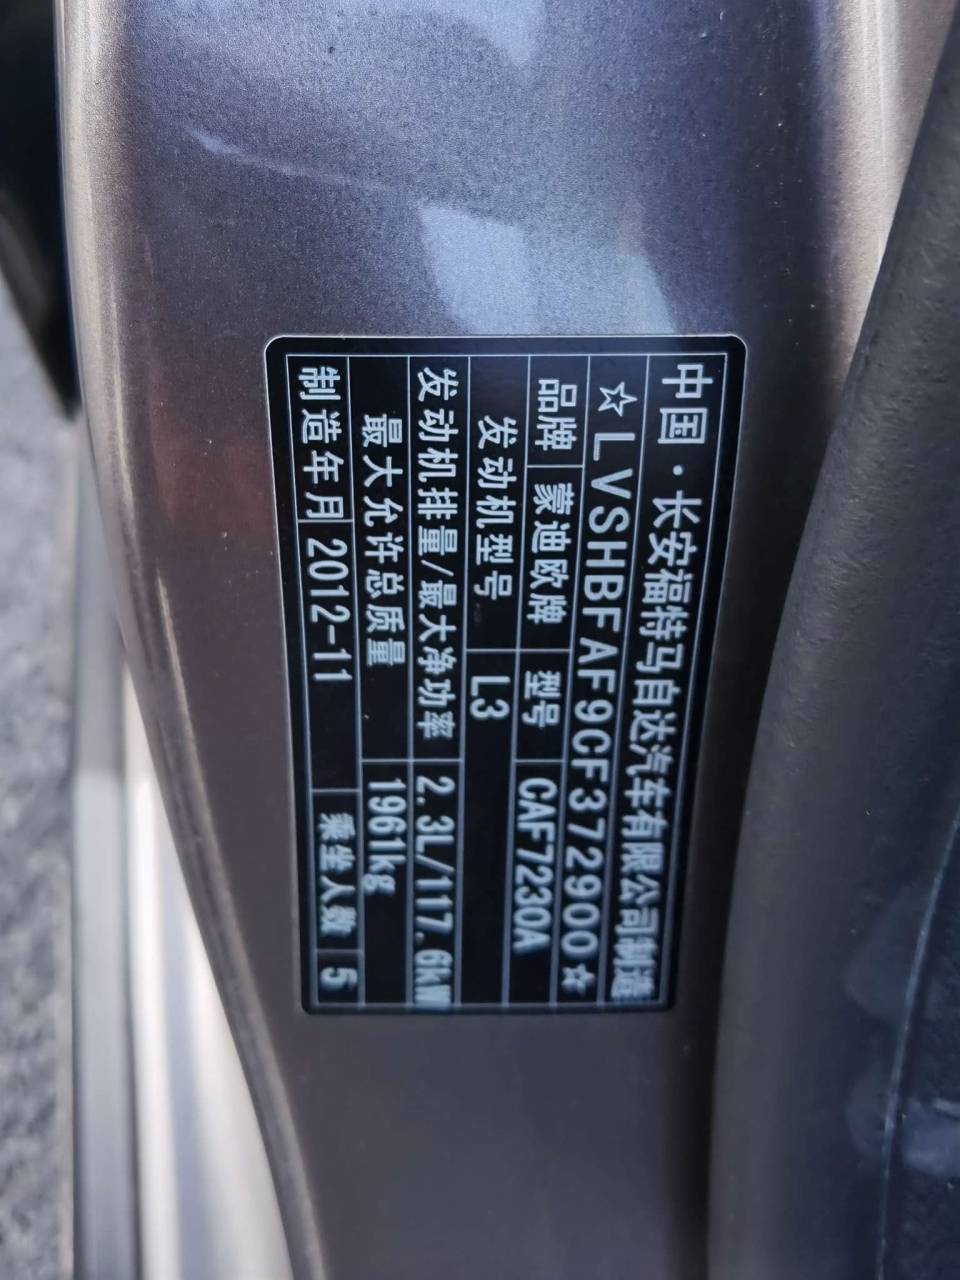 中国·长安福特马自达汽车有限公司制造
☆LVSHBFAF9CF372900☆
品牌 蒙迪欧牌 型号 CAF7230A
发动机型号 L3
发动机排量/最大净功率 2.3L/117.6kW
最大允许总质量 1961kg
制造年月 2012-11 乘坐人数 5